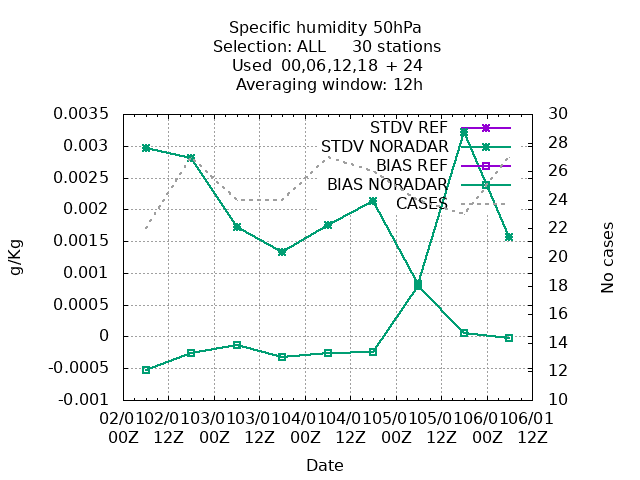 Specific humidity 50hPa
Selection: ALL 30 stations
Used 00,06,12,18 + 24
Averaging window: 12h
STDV REF
STDV NORADAR
BIAS REF
BIAS NORADAR
CASES
0.0035
0.003
0.0025
0.002
0.0015
0.001
0.0005
0
-0.0005
-0.001
g/Kg
30
28
26
24
22
20
18
16
14
12
10
No cases
02/01 02/01 03/01 03/01 04/01 04/01 05/01 05/01 06/01 06/01
00Z 12Z 00Z 12Z 00Z 12Z 00Z 12Z 00Z 12Z
Date